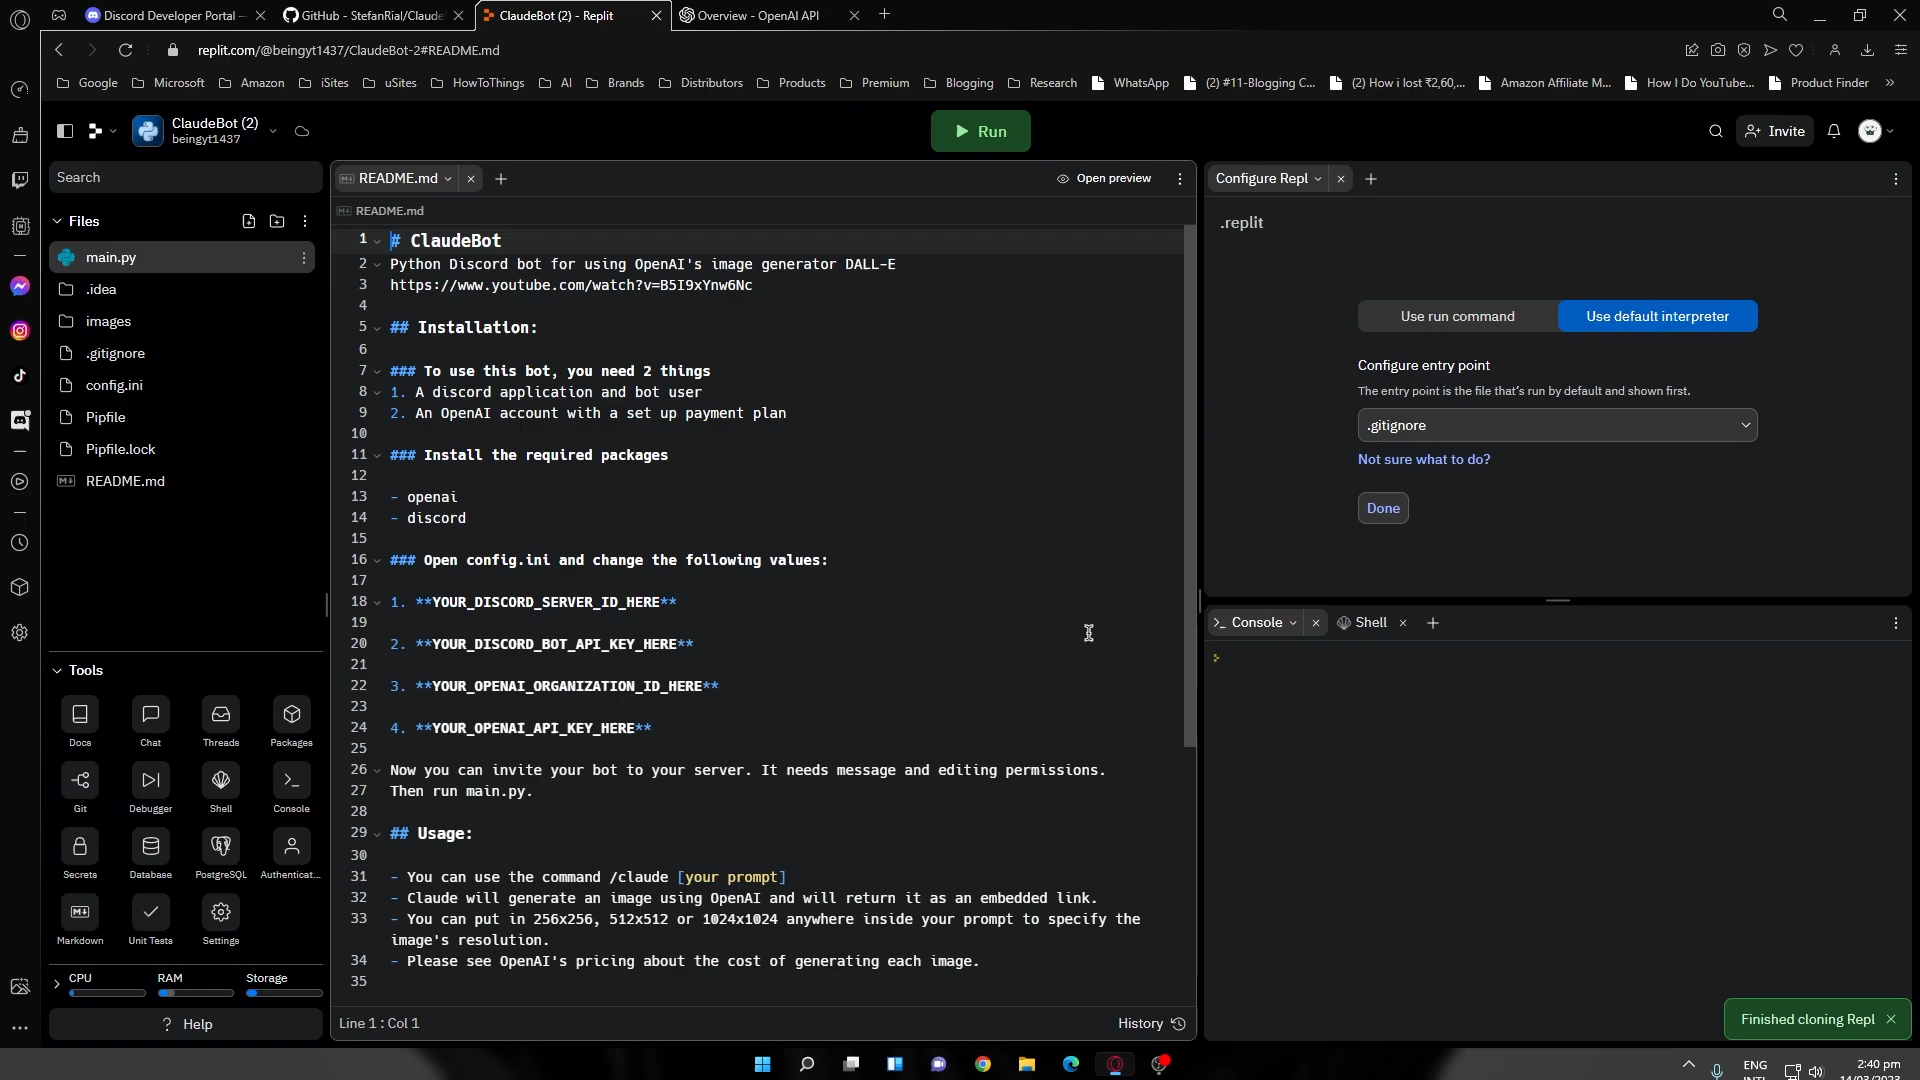 Discord Developer Portal —
GitHub - StefanRial/Claude
ClaudeBot (2) - Replit
Overview - OpenAI API
replit.com/@beingyt1437/ClaudeBot-2#README.md
Google
Microsoft
Amazon
iSites
uSites
HowToThings
AI
Brands
Distributors
Products
Premium
Blogging
Research
WhatsApp
(2) #11-Blogging C...
(2) How i lost ₹2,60,...
Amazon Affiliate M...
How I Do YouTube...
Product Finder
ClaudeBot (2)
beingyt1437
Run
Invite
Search
Files
main.py
.idea
images
.gitignore
config.ini
Pipfile
Pipfile.lock
README.md
Tools
Docs
Chat
Threads
Packages
Git
Debugger
Shell
Console
Secrets
Database
PostgreSQL
Authenticat...
Markdown
Unit Tests
Settings
CPU
RAM
Storage
? Help
README.md
Open preview
README.md
1 # ClaudeBot
2 Python Discord bot for using OpenAI's image generator DALL-E
3 https://www.youtube.com/watch?v=B5I9xYnw6Nc
4
5 ## Installation:
6
7 ### To use this bot, you need 2 things
8 1. A discord application and bot user
9 2. An OpenAI account with a set up payment plan
10
11 ### Install the required packages
12
13 - openai
14 - discord
15
16 ### Open config.ini and change the following values:
17
18 1. **YOUR_DISCORD_SERVER_ID_HERE**
19
20 2. **YOUR_DISCORD_BOT_API_KEY_HERE**
21
22 3. **YOUR_OPENAI_ORGANIZATION_ID_HERE**
23
24 4. **YOUR_OPENAI_API_KEY_HERE**
25
26 Now you can invite your bot to your server. It needs message and editing permissions.
27 Then run main.py.
28
29 ## Usage:
30
31 - You can use the command /claude [your prompt]
32 - Claude will generate an image using OpenAI and will return it as an embedded link.
33 - You can put in 256x256, 512x512 or 1024x1024 anywhere inside your prompt to specify the
image's resolution.
34 - Please see OpenAI's pricing about the cost of generating each image.
35
Line 1 : Col 1
History
Configure Repl
.replit
Use run command
Use default interpreter
Configure entry point
The entry point is the file that's run by default and shown first.
.gitignore
Not sure what to do?
Done
Console
Shell
Finished cloning Repl
ENG
INTL
2:40 pm
14/03/2023